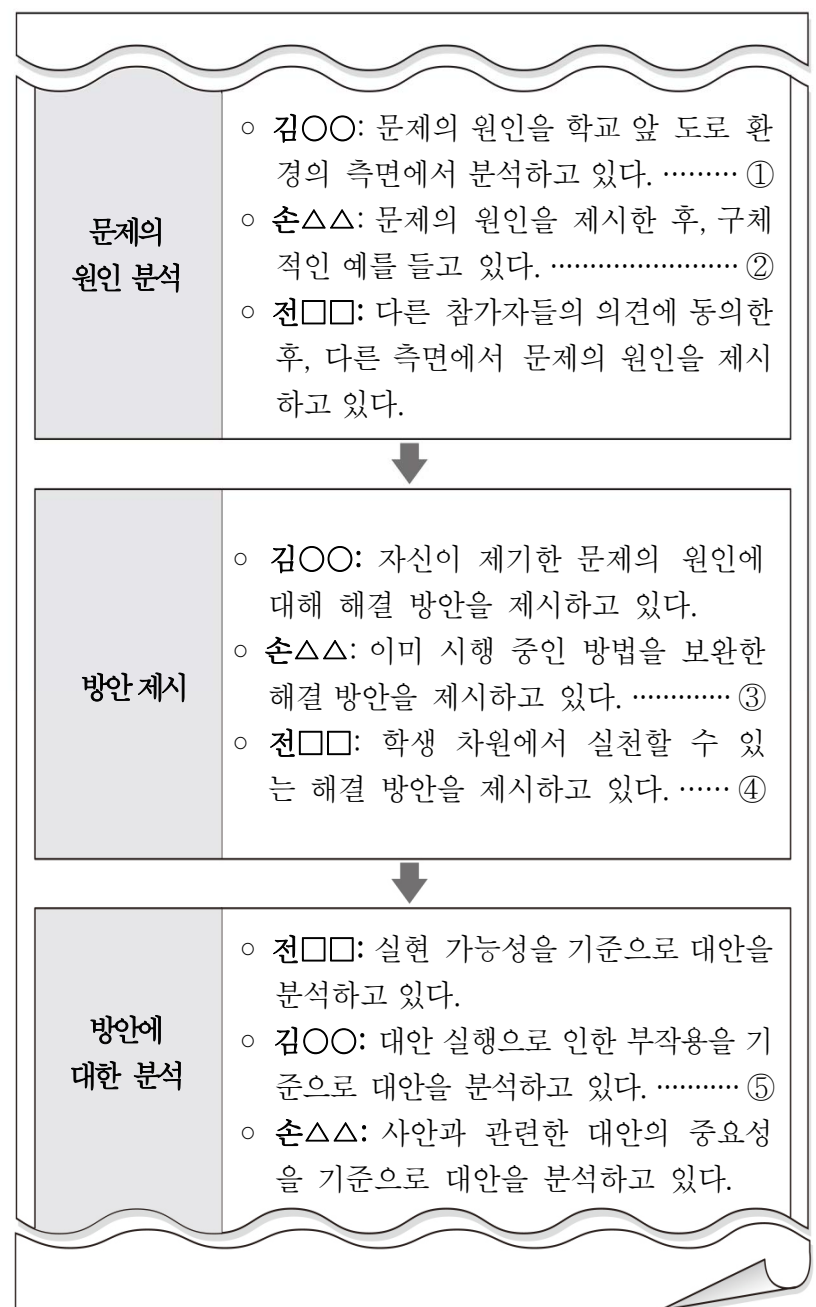 문제의
원인 분석
◦ 김○○: 문제의 원인을 학교 앞 도로 환
경의 측면에서 분석하고 있다. ········· ①
◦ 손△△: 문제의 원인을 제시한 후, 구체
적인 예를 들고 있다. ························ ②
◦ 전□□: 다른 참가자들의 의견에 동의한
후, 다른 측면에서 문제의 원인을 제시
하고 있다.
방안 제시
◦ 김○○: 자신이 제기한 문제의 원인에
대해 해결 방안을 제시하고 있다.
◦ 손△△: 이미 시행 중인 방법을 보완한
해결 방안을 제시하고 있다. ············· ③
◦ 전□□: 학생 차원에서 실천할 수 있
는 해결 방안을 제시하고 있다. ······ ④
방안에
대한 분석
◦ 전□□: 실현 가능성을 기준으로 대안을
분석하고 있다.
◦ 김○○: 대안 실행으로 인한 부작용을 기
준으로 대안을 분석하고 있다. ··········· ⑤
◦ 손△△: 사안과 관련한 대안의 중요성
을 기준으로 대안을 분석하고 있다.